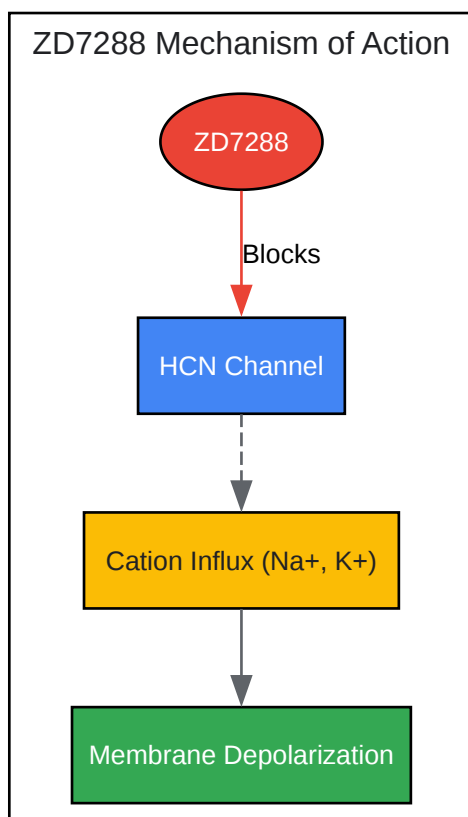 ZD7288 Mechanism of Action
ZD7288
Blocks
HCN Channel
Cation Influx (Na+, K+)
Membrane Depolarization